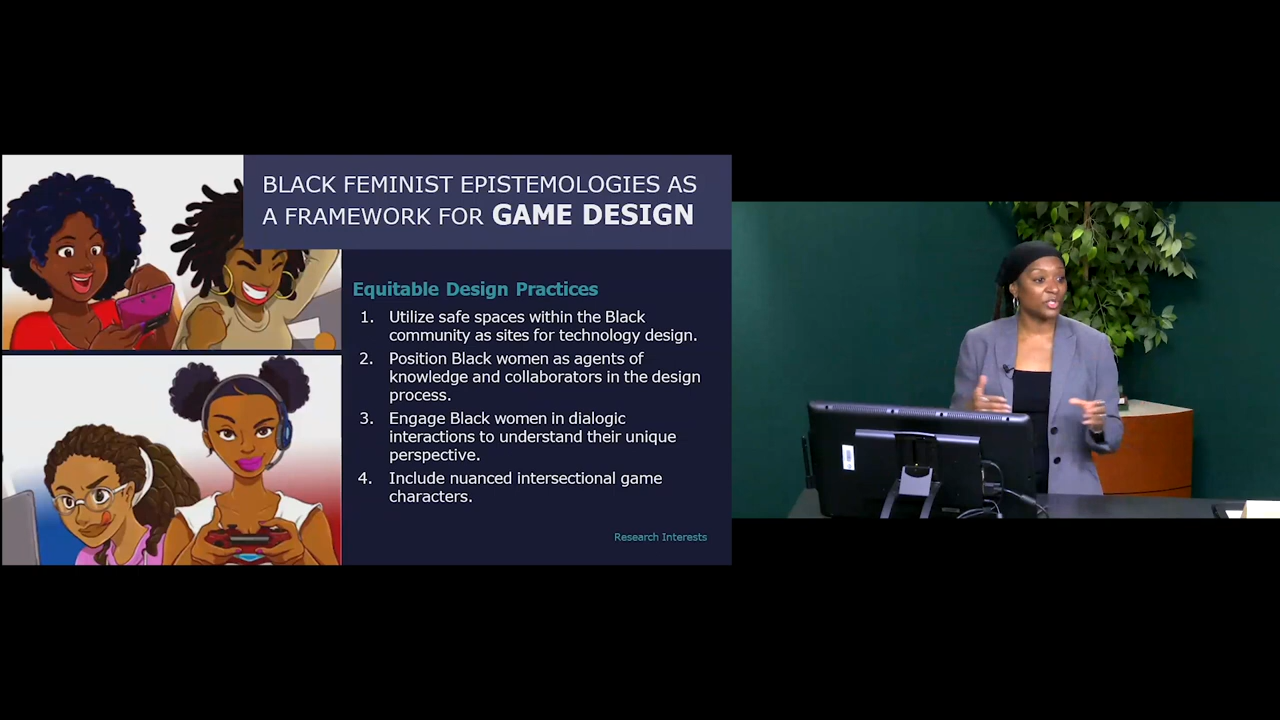 BLACK FEMINIST EPISTEMOLOGIES AS
A FRAMEWORK FOR GAME DESIGN
Equitable Design Practices
1. Utilize safe spaces within the Black
community as sites for technology design.
2. Position Black women as agents of
knowledge and collaborators in the design
process.
3. Engage Black women in dialogic
interactions to understand their unique
perspective.
4. Include nuanced intersectional game
characters.
Research Interests